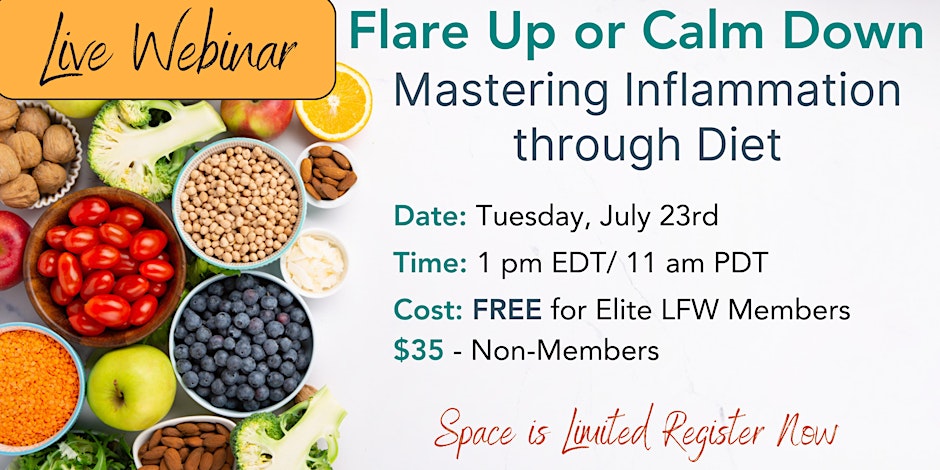 Live Webinar
Flare Up or Calm Down
Mastering Inflammation
through Diet
Date: Tuesday, July 23rd
Time: 1 pm EDT/ 11 am PDT
Cost: FREE for Elite LFW Members
$35 - Non-Members
Space is Limited Register Now